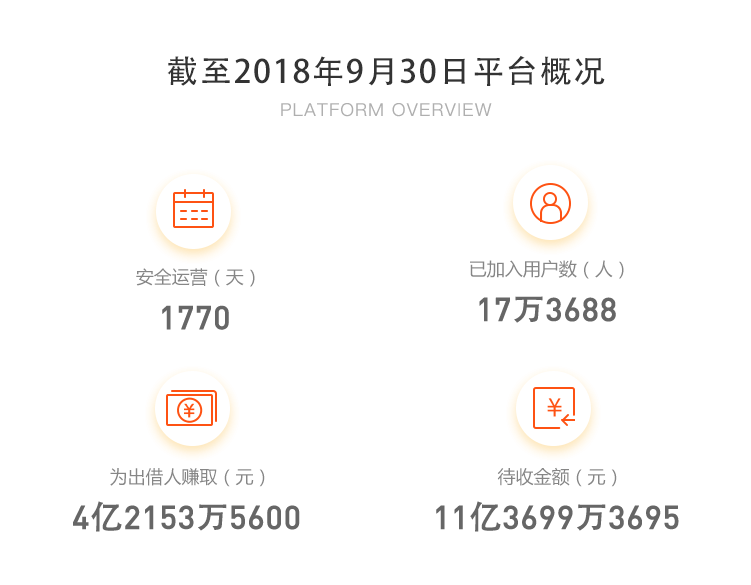 截至2018年9月30日平台概况
PLATFORM OVERVIEW
安全运营（天）
1770
已加入用户数（人）
17万3688
为出借人赚取（元）
4亿2153万5600
待收金额（元）
11亿3699万3695